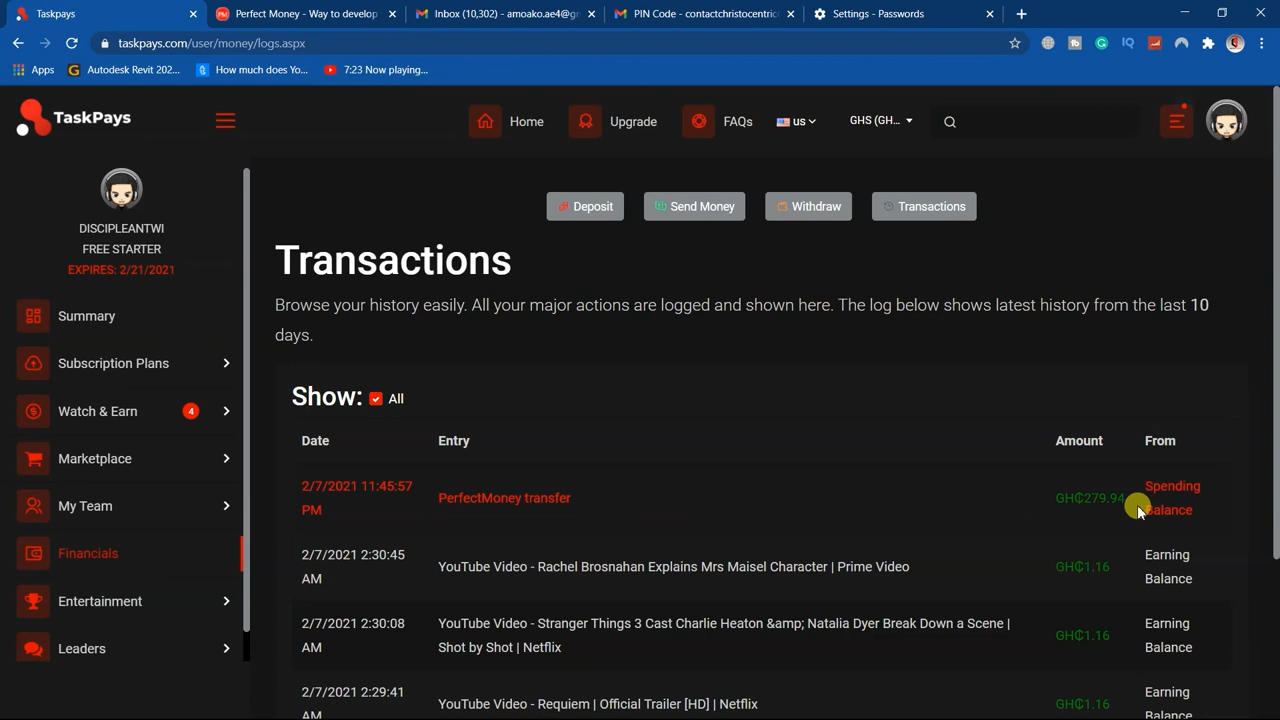 Taskpays
Perfect Money - Way to develop
Inbox (10,302) - amoako.ae4@gm
PIN Code - contactchristocentric
Settings - Passwords
taskpays.com/user/money/logs.aspx
Apps
Autodesk Revit 202...
How much does Yo...
7:23 Now playing...
TaskPays
Home
Upgrade
FAQs
us
GHS (GH...
DISCIPLEANTWI
FREE STARTER
EXPIRES: 2/21/2021
Summary
Subscription Plans
Watch & Earn 4
Marketplace
My Team
Financials
Entertainment
Leaders
Deposit
Send Money
Withdraw
Transactions
Transactions
Browse your history easily. All your major actions are logged and shown here. The log below shows latest history from the last 10
days.
Show: All
Date Entry Amount From
2/7/2021 11:45:57
PM
PerfectMoney transfer
GH₵279.94
Spending
Balance
2/7/2021 2:30:45
AM
YouTube Video - Rachel Brosnahan Explains Mrs Maisel Character | Prime Video
GH₵1.16
Earning
Balance
2/7/2021 2:30:08
AM
YouTube Video - Stranger Things 3 Cast Charlie Heaton &amp; Natalia Dyer Break Down a Scene |
Shot by Shot | Netflix
GH₵1.16
Earning
Balance
2/7/2021 2:29:41
AM
YouTube Video - Requiem | Official Trailer [HD] | Netflix
GH₵1.16
Earning
Balance